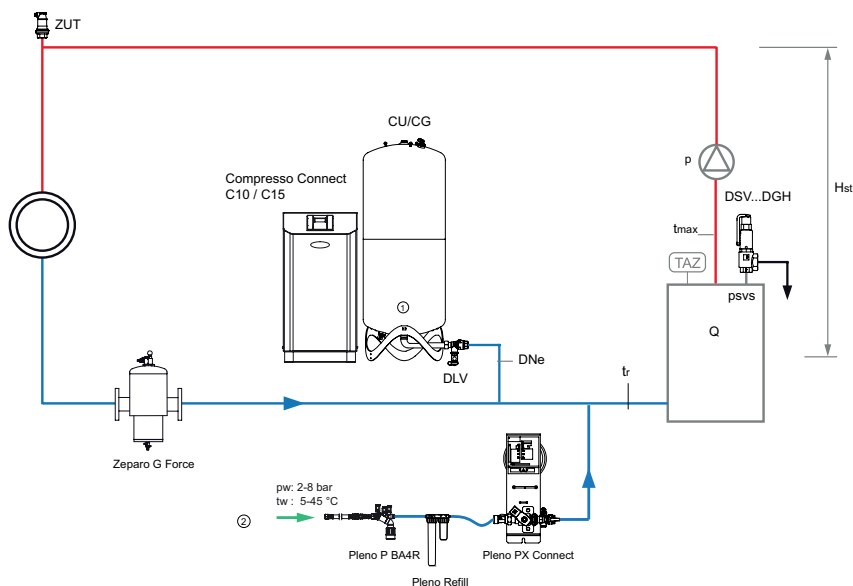 ZUT
CU/CG
Compresso Connect
C10 / C15
p
Hst
DSV...DGH
tmax
TAZ
psvs
1
Q
DNe
DLV
tr
Zeparo G Force
pw: 2-8 bar
tw : 5-45 °C
2
Pleno P BA4R
Pleno PX Connect
Pleno Refill